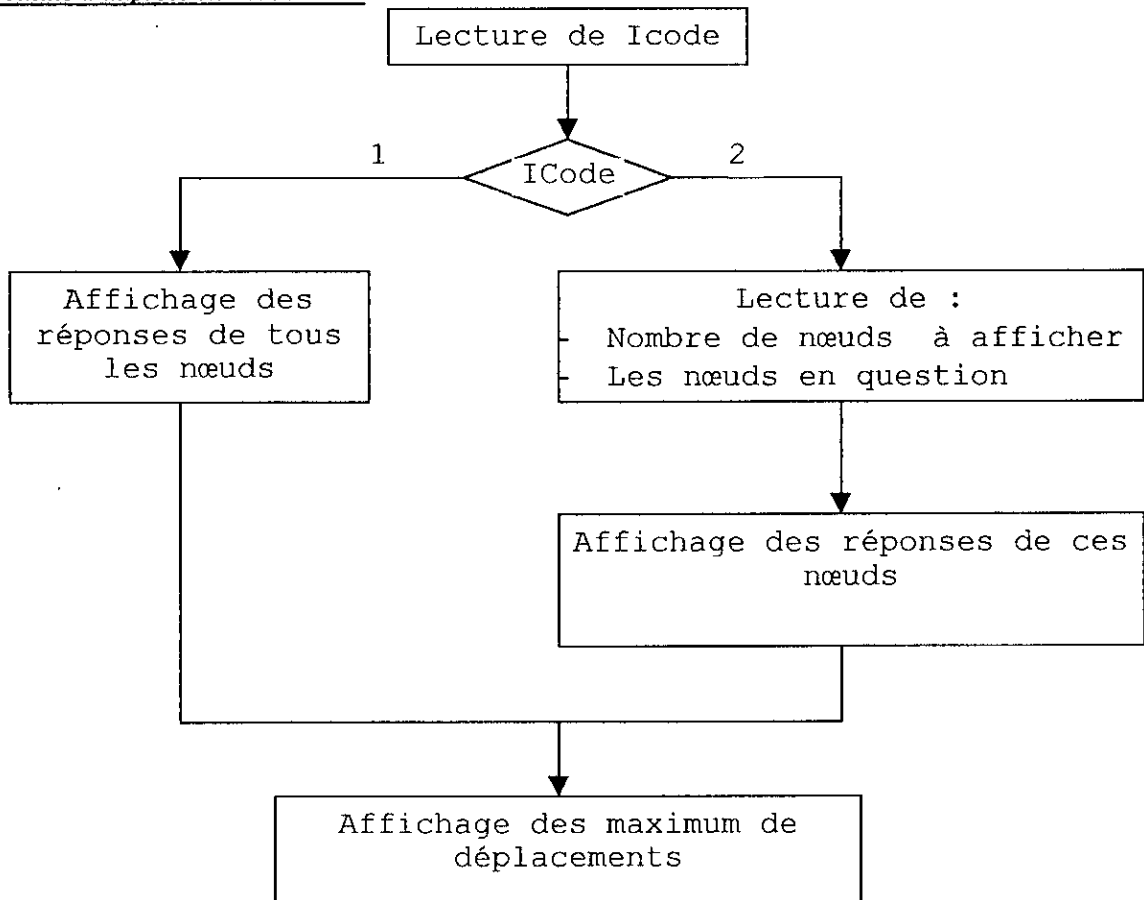 Lecture de Icode
1
ICode
2
Affichage des
réponses de tous
les nœuds
Lecture de :
- Nombre de nœuds à afficher
- Les nœuds en question
Affichage des réponses de ces
nœuds
Affichage des maximum de
déplacements